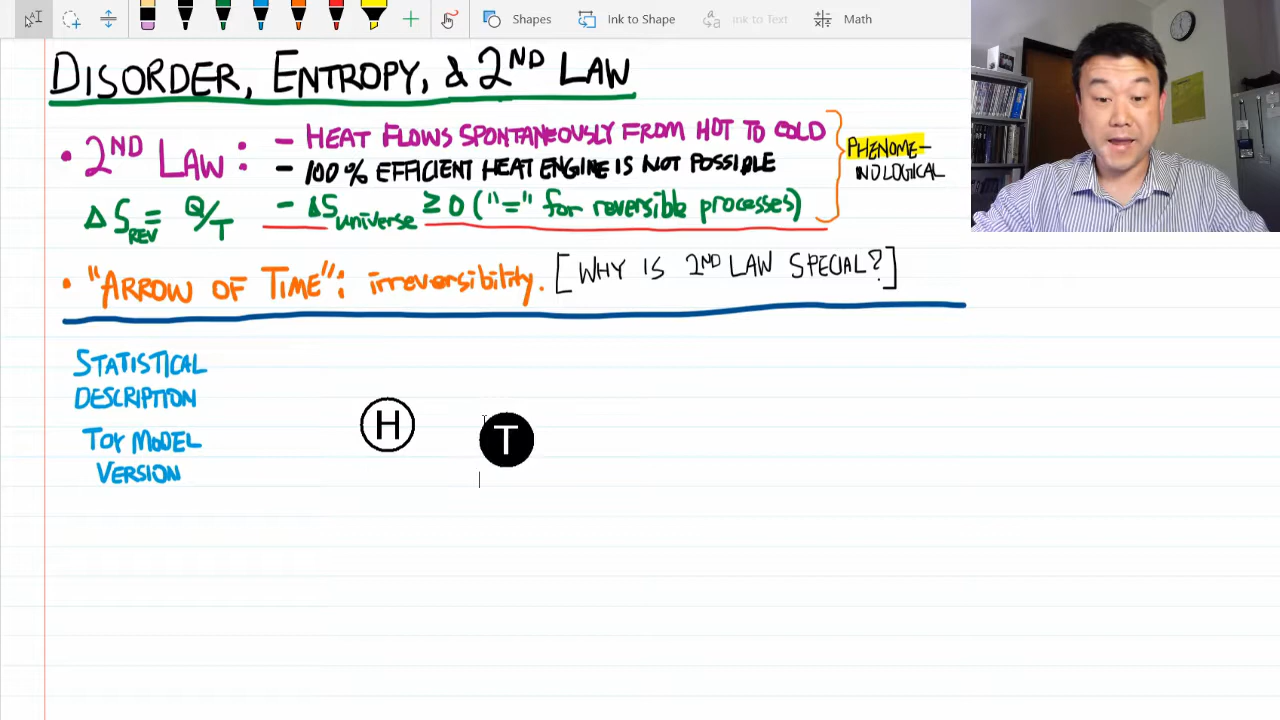 Shapes
Ink to Shape
Ink to Text
Math
DISORDER, ENTROPY, & 2ND LAW
• 2ND LAW:
- HEAT FLOWS SPONTANEOUSLY FROM HOT TO COLD
- 100% EFFICIENT HEAT ENGINE IS NOT POSSIBLE
- ΔSuniverse ≥ 0 ("=" for reversible processes)
PHENOME-
NOLOGICAL
ΔSREV = Q/T
• "ARROW OF TIME": irreversibility. [WHY IS 2ND LAW SPECIAL?]
STATISTICAL
DESCRIPTION
TOY MODEL
VERSION
H
T